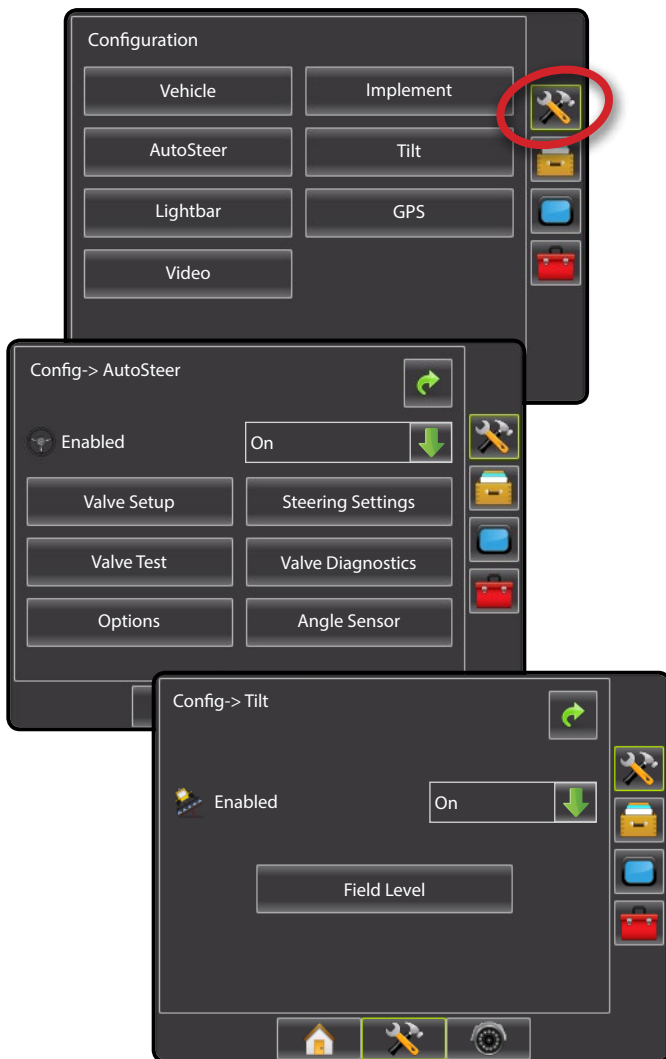 Configuration
Vehicle
Implement
AutoSteer
Tilt
Lightbar
GPS
Video
Config-> AutoSteer
Enabled
On
Valve Setup
Steering Settings
Valve Test
Valve Diagnostics
Options
Angle Sensor
Config-> Tilt
Enabled
On
Field Level